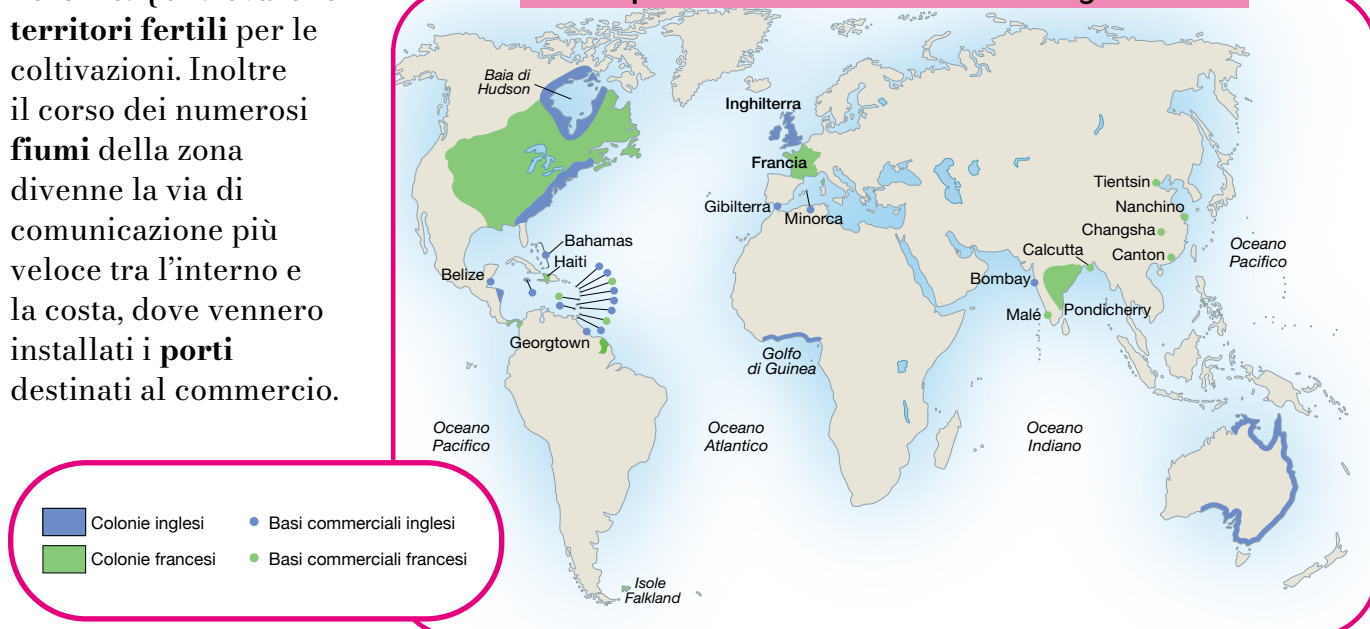 territori fertili per le
coltivazioni. Inoltre
il corso dei numerosi
fiumi della zona
divenne la via di
comunicazione più
veloce tra l'interno e
la costa, dove vennero
installati i porti
destinati al commercio.
Baia di
Hudson
Inghilterra
Francia
Gibilterra
Minorca
Tientsin
Nanchino
Changsha
Canton
Calcutta
Bombay
Malé
Pondicherry
Oceano
Pacifico
Bahamas
Haiti
Belize
Georgtown
Golfo
di Guinea
Oceano
Pacifico
Oceano
Atlantico
Oceano
Indiano
Isole
Falkland
Colonie inglesi
Basi commerciali inglesi
Colonie francesi
Basi commerciali francesi